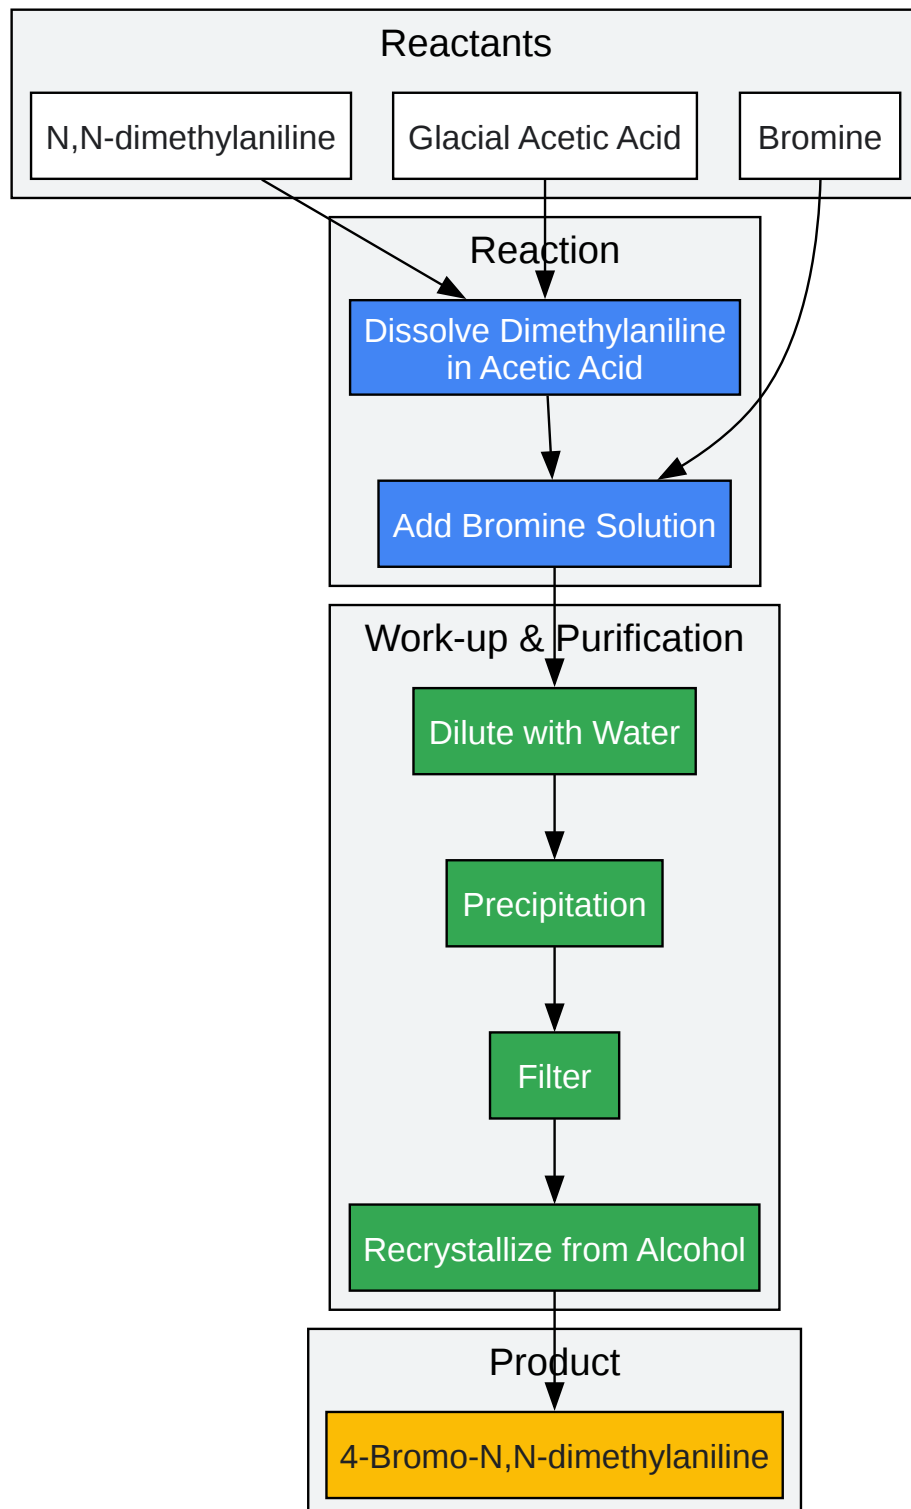 Reactants
N,N-dimethylaniline
Glacial Acetic Acid
Bromine
Reaction
Dissolve Dimethylaniline
in Acetic Acid
Add Bromine Solution
Work-up & Purification
Dilute with Water
Precipitation
Filter
Recrystallize from Alcohol
Product
4-Bromo-N,N-dimethylaniline